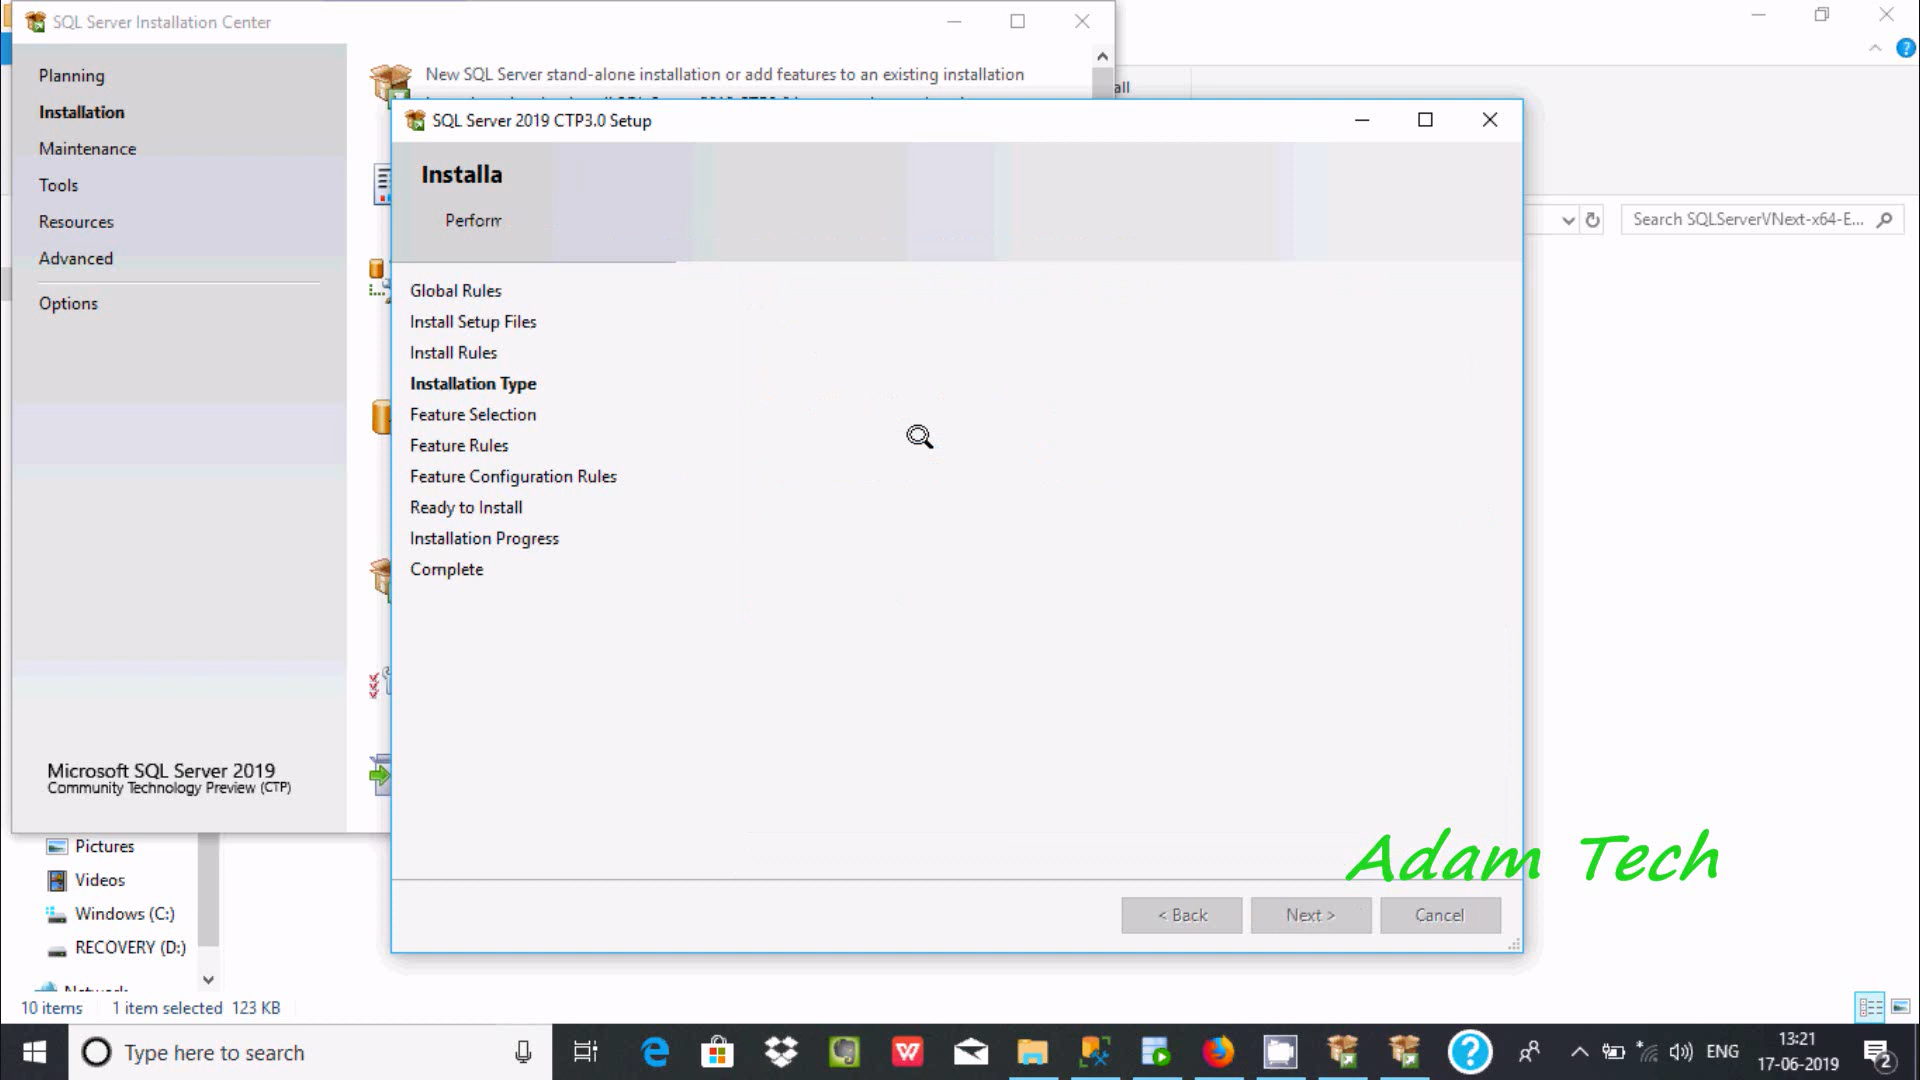 SQL Server Installation Center
Planning
Installation
Maintenance
Tools
Resources
Advanced
Options
New SQL Server stand-alone installation or add features to an existing installation
all
SQL Server 2019 CTP3.0 Setup
Installa
Perform
Global Rules
Install Setup Files
Install Rules
Installation Type
Feature Selection
Feature Rules
Feature Configuration Rules
Ready to Install
Installation Progress
Complete
Search SQLServerVNext-x64-E...
Microsoft SQL Server 2019
Community Technology Preview (CTP)
Pictures
Videos
Windows (C:)
RECOVERY (D:)
Network
Adam Tech
< Back
Next >
Cancel
10 items
1 item selected 123 KB
Type here to search
ENG
13:21
17-06-2019
2